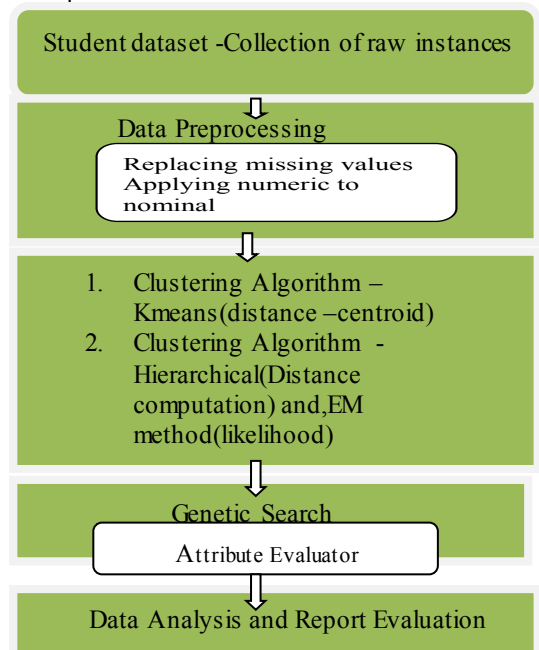 Student dataset -Collection of raw instances
Data Preprocessing
Replacing missing values
Applying numeric to
nominal
1. Clustering Algorithm –
Kmeans(distance –centroid)
2. Clustering Algorithm -
Hierarchical(Distance
computation) and,EM
method(likelihood)
Genetic Search
Attribute Evaluator
Data Analysis and Report Evaluation